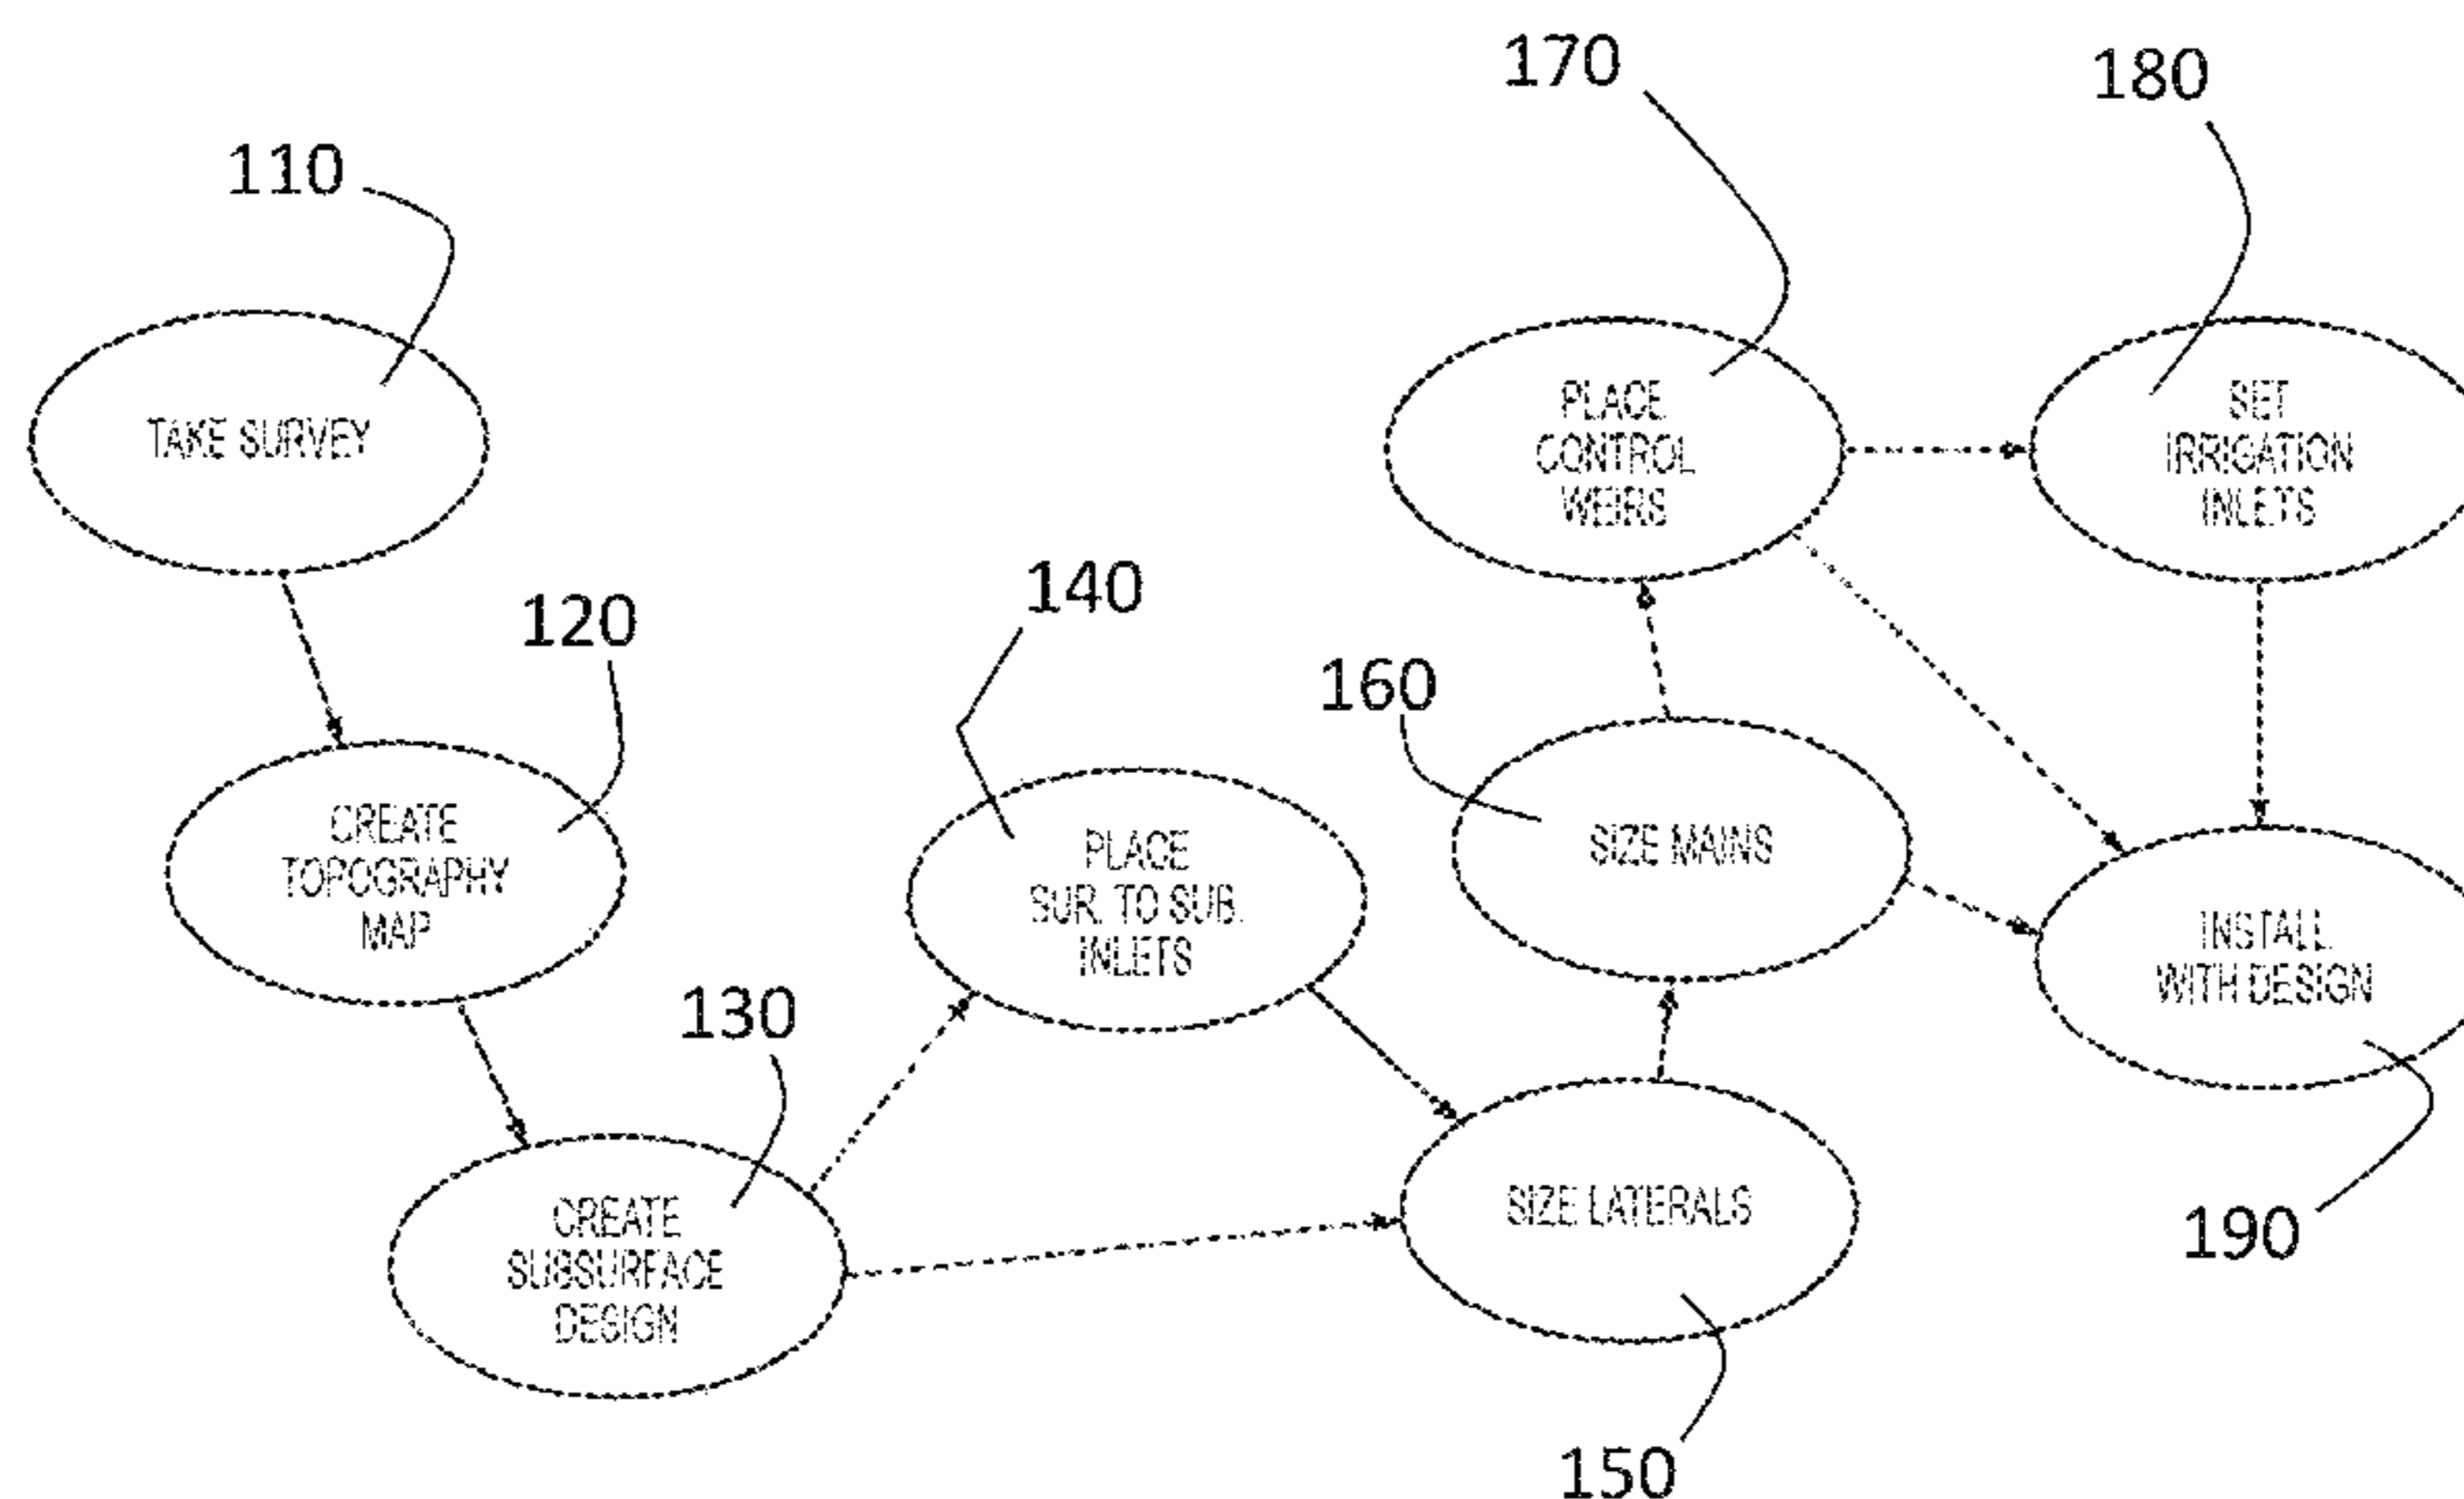 110
TAKE SURVEY
120
CREATE
TOPOGRAPHY
MAP
130
CREATE
SUBSURFACE
DESIGN
140
PLACE
SUR. TO SUB.
INLETS
150
SIZE LATERALS
160
SIZE MAINS
170
PLACE
CONTROL
WEIRS
180
SET
IRRIGATION
INLETS
190
INSTALL
WITH DESIGN